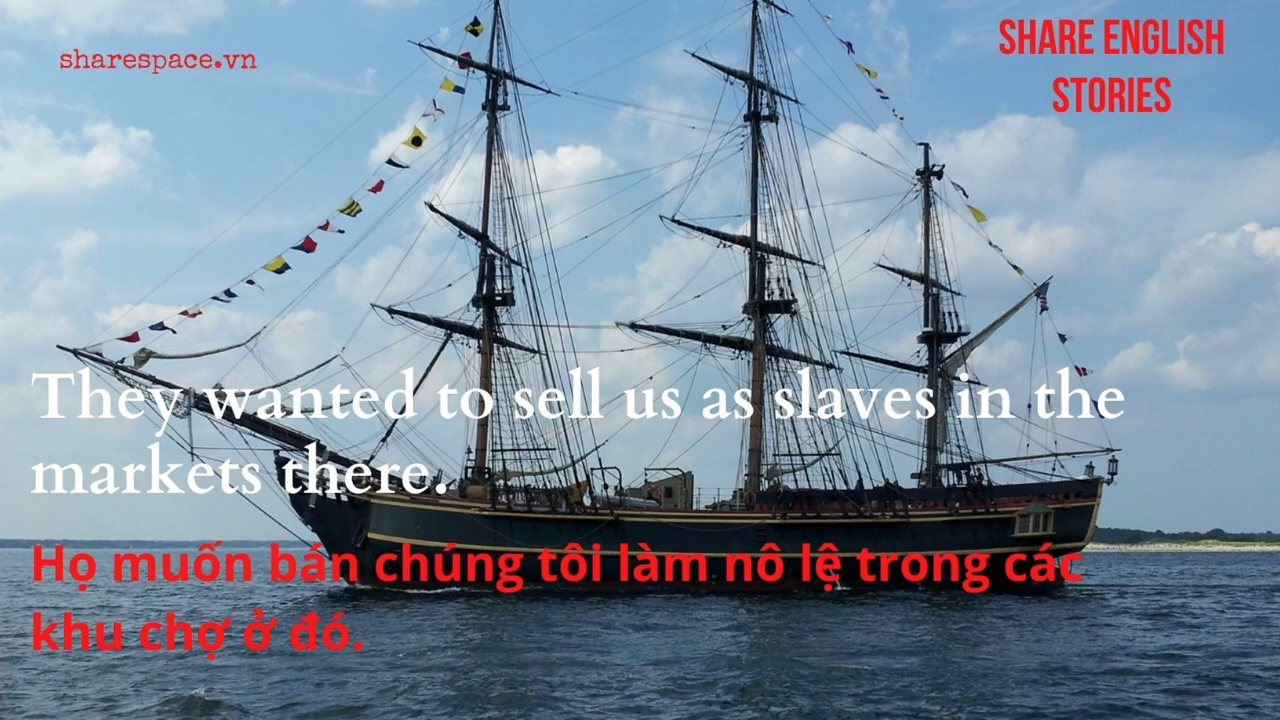 sharespace.vn
SHARE ENGLISH
STORIES
They wanted to sell us as slaves in the
markets there.
Họ muốn bán chúng tôi làm nô lệ trong các
khu chợ ở đó.